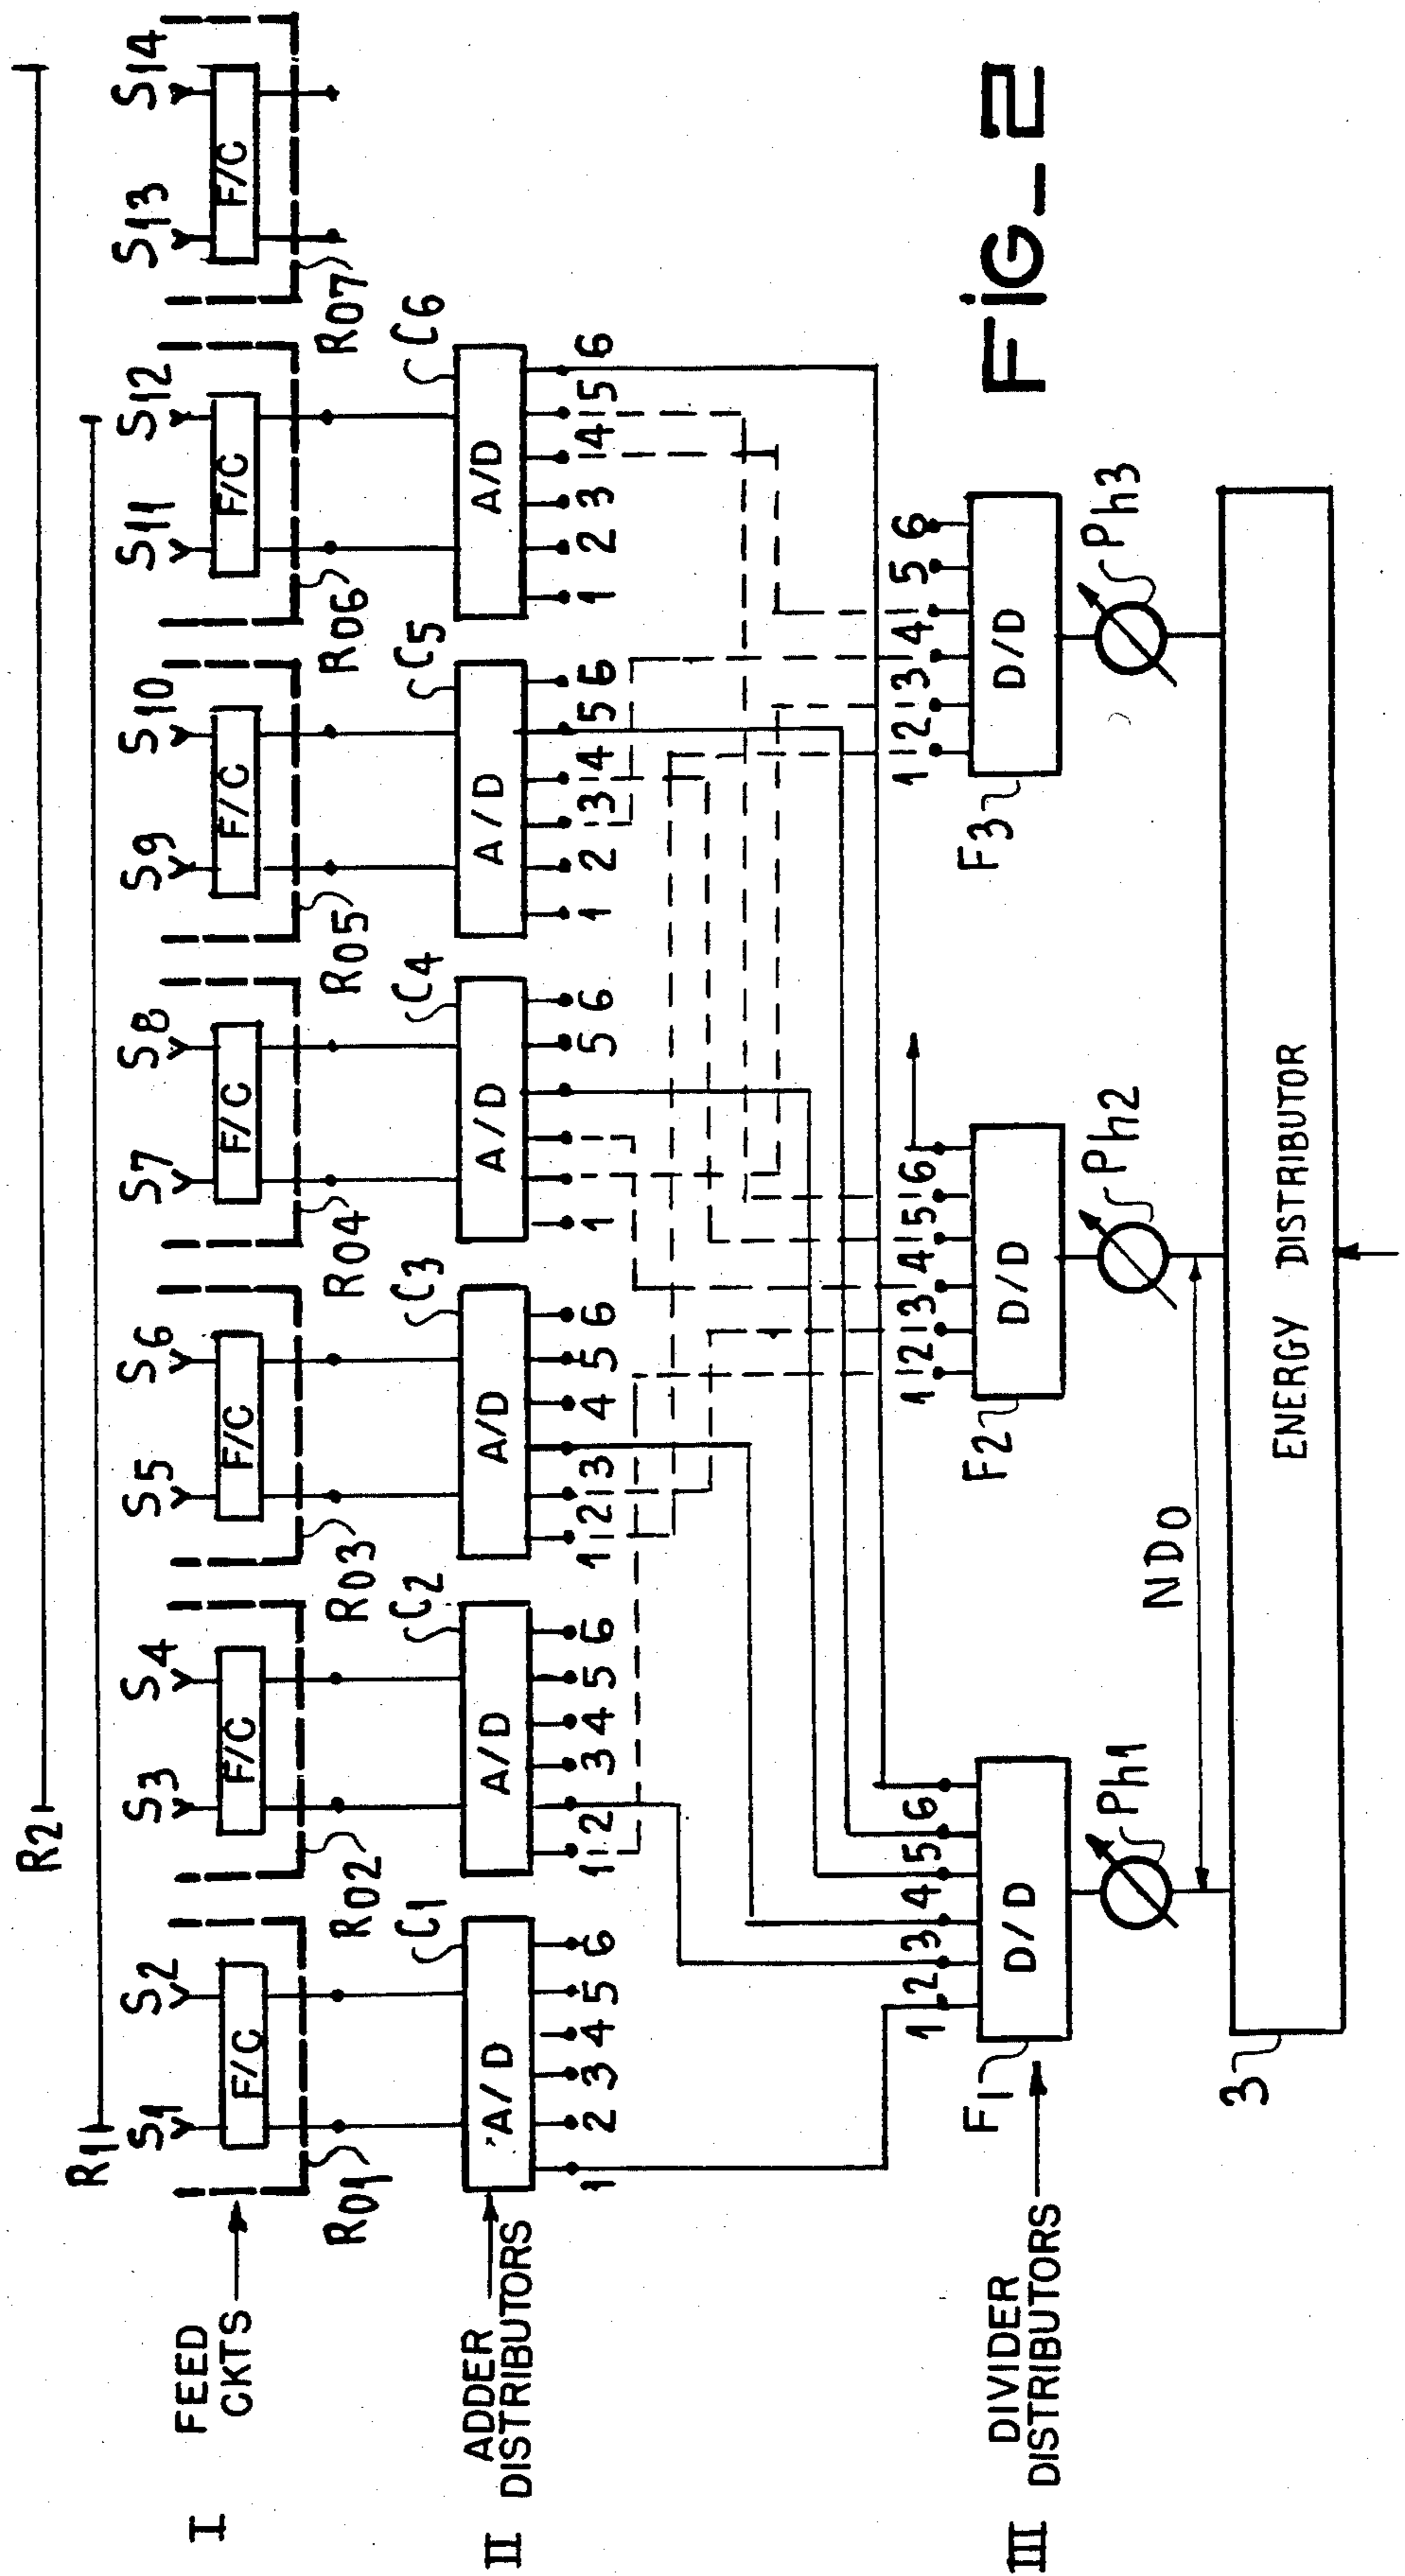 R2
R1
S1 S2 S3 S4 S5 S6 S7 S8 S9 S10 S11 S12 S13 S14
I FEED CKTS
F/C F/C F/C F/C F/C F/C F/C
R01 R02 R03 R04 R05 R06 R07
C1 C2 C3 C4 C5 C6
II ADDER DISTRIBUTORS
A/D A/D A/D A/D A/D A/D
1 2 3 4 5 6 1 2 3 4 5 6 1 2 3 4 5 6 1 5 6 1 2 3 4 5 6 1 2 3 4 5 6
1 2 3 4 5 6 1 2 3 4 5 6 1 2 3 4 5 6
III DIVIDER DISTRIBUTORS
F1 D/D F2 D/D F3 D/D
FIG_2
Ph1 Ph2 Ph3
ND0
3 ENERGY DISTRIBUTOR